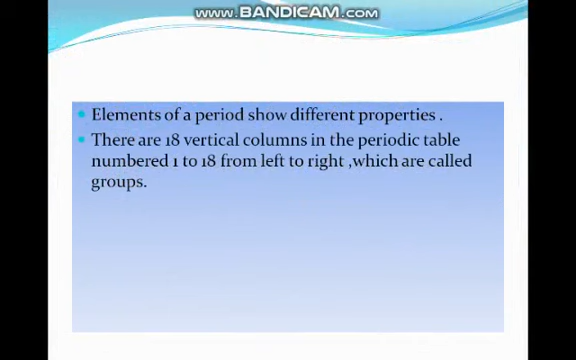 www.BANDICAM.com
Elements of a period show different properties .
There are 18 vertical columns in the periodic table
numbered 1 to 18 from left to right ,which are called
groups.